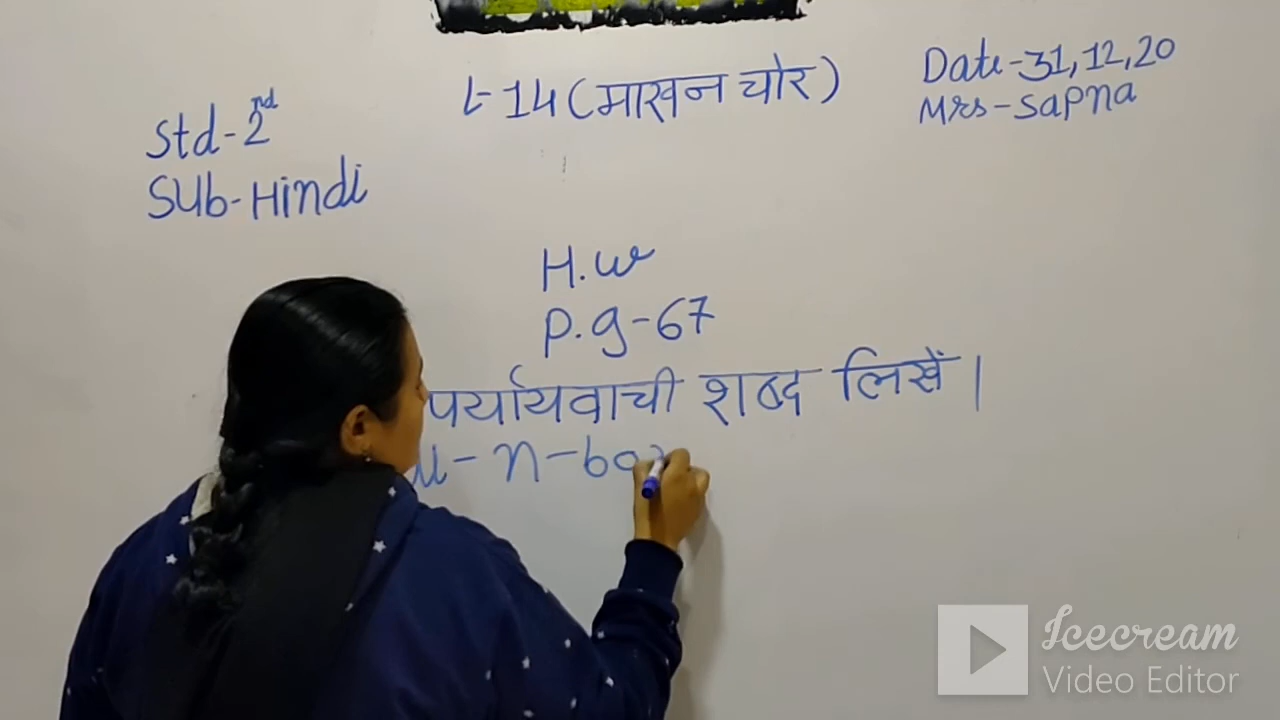 Std-2nd
Sub-Hindi
L-14 (माखन चोर)
Date-31,12,20
Mrs-Sapna
H.w
P.g-67
पर्यायवाची शब्द लिखें।
- n - bo
Icecream
Video Editor